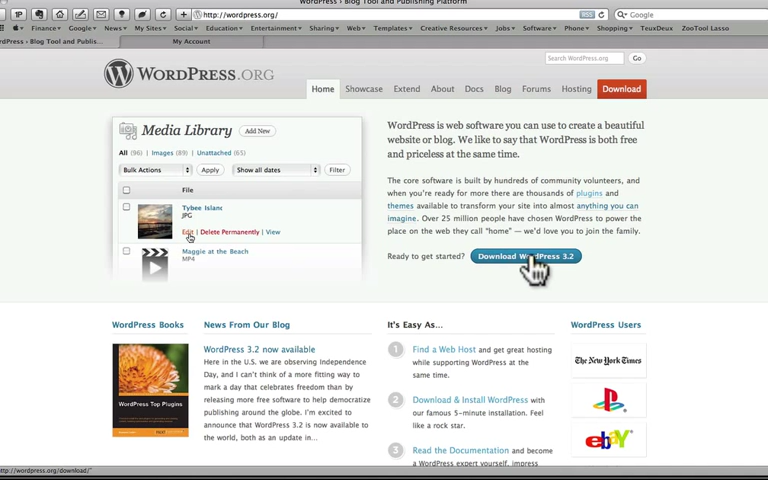 WordPress › Blog Tool and Publishing Platform
1P
http://wordpress.org/
RSS
Google
Finance
Google
News
My Sites
Social
Education
Entertainment
Sharing
Web
Templates
Creative Resources
Jobs
Software
Phone
Shopping
TeuxDeux
ZooTool Lasso
rdPress › Blog Tool and Publis...
My Account
WORDPRESS.ORG
Search WordPress.org
Go
Home
Showcase
Extend
About
Docs
Blog
Forums
Hosting
Download
Media Library
Add New
All (96) | Images (89) | Unattached (65)
Bulk Actions
Apply
Show all dates
Filter
File
Tybee Island
JPG
Edit | Delete Permanently | View
Maggie at the Beach
MP4
WordPress is web software you can use to create a beautiful
website or blog. We like to say that WordPress is both free
and priceless at the same time.
The core software is built by hundreds of community volunteers, and
when you're ready for more there are thousands of plugins and
themes available to transform your site into almost anything you can
imagine. Over 25 million people have chosen WordPress to power the
place on the web they call “home” — we'd love you to join the family.
Ready to get started?
Download WordPress 3.2
WordPress Books
WordPress Top Plugins
News From Our Blog
WordPress 3.2 now available
Here in the U.S. we are observing Independence
Day, and I can't think of a more fitting way to
mark a day that celebrates freedom than by
releasing more free software to help democratize
publishing around the globe. I'm excited to
announce that WordPress 3.2 is now available to
the world, both as an update in...
It's Easy As...
1
Find a Web Host and get great hosting
while supporting WordPress at the
same time.
2
Download & Install WordPress with
our famous 5-minute installation. Feel
like a rock star.
3
Read the Documentation and become
a WordPress expert yourself, impress
WordPress Users
The New York Times
ebay
http://wordpress.org/download/"